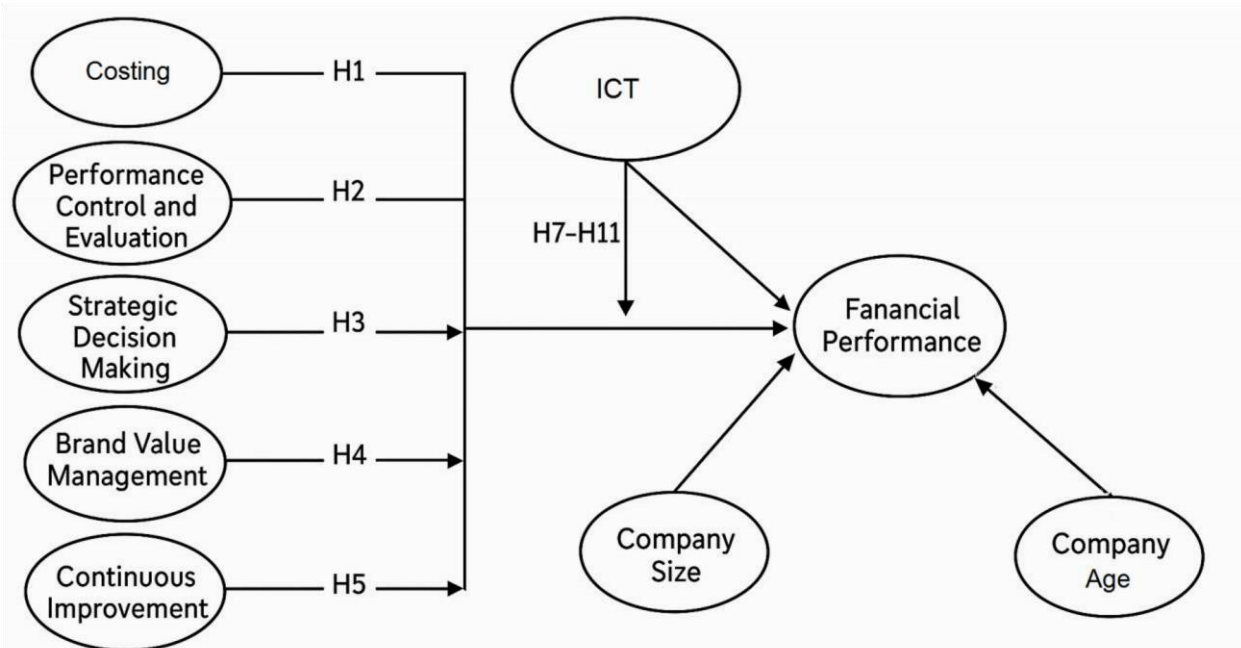 Costing
H1
ICT
Performance
Control and
Evaluation
H2
H7–H11
Strategic
Decision
Making
H3
Fanancial
Performance
Brand Value
Management
H4
Company
Size
Company
Age
Continuous
Improvement
H5